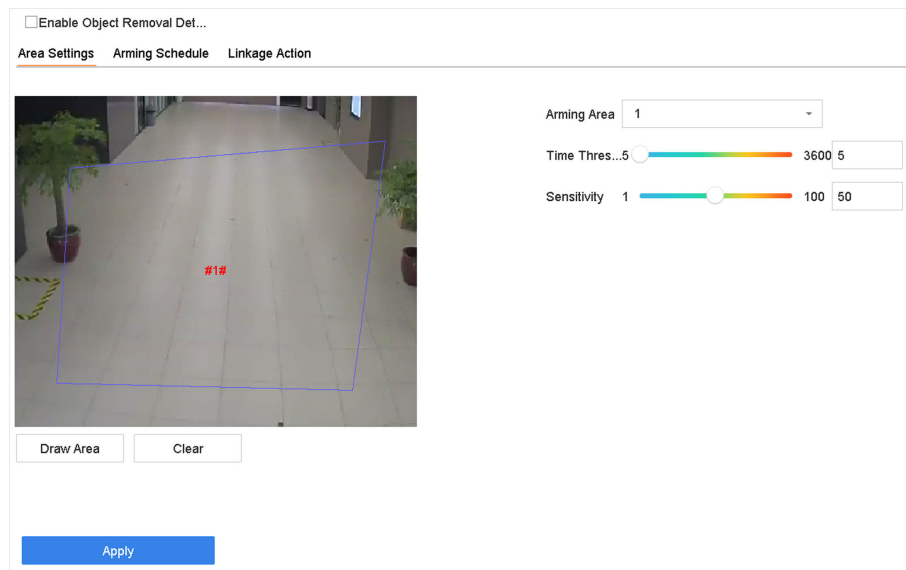 Enable Object Removal Det...
Area Settings Arming Schedule Linkage Action
Arming Area 1
Time Thres...5 3600 5
Sensitivity 1 100 50
#1#
Draw Area Clear
Apply